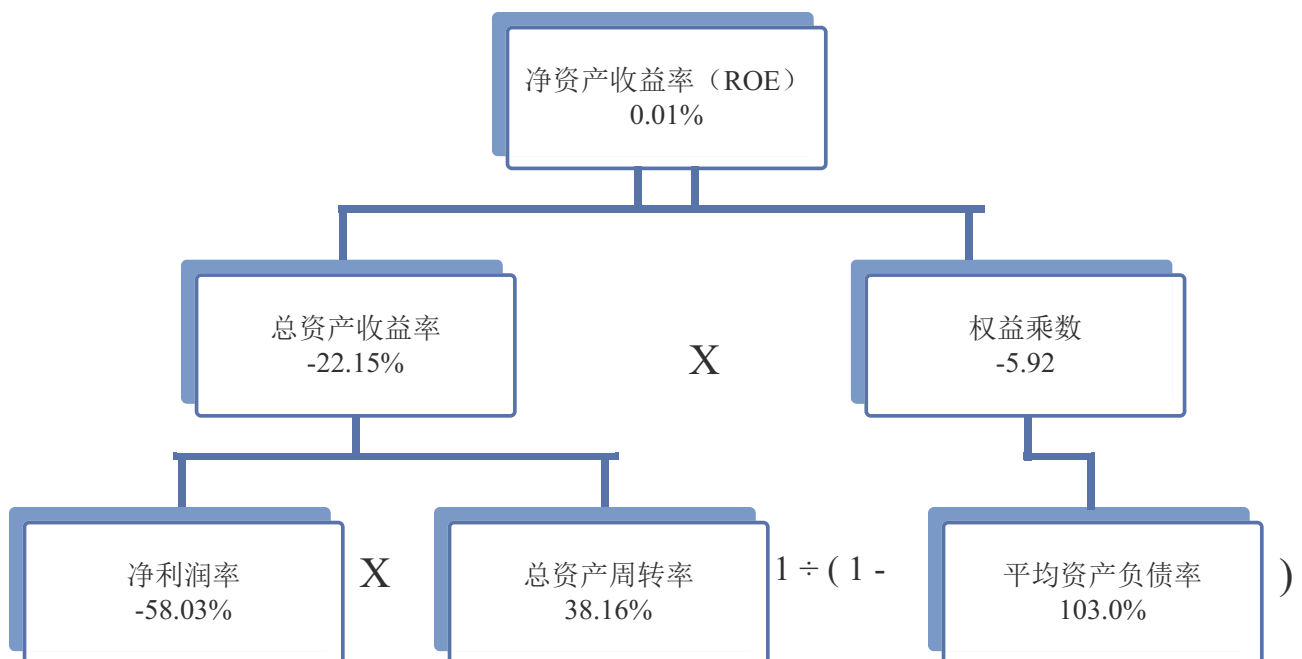 净资产收益率（ROE）
0.01%
总资产收益率
-22.15%
X
权益乘数
-5.92
净利润率
-58.03%
X
总资产周转率
38.16%
1 ÷ ( 1 -
平均资产负债率
103.0%
)